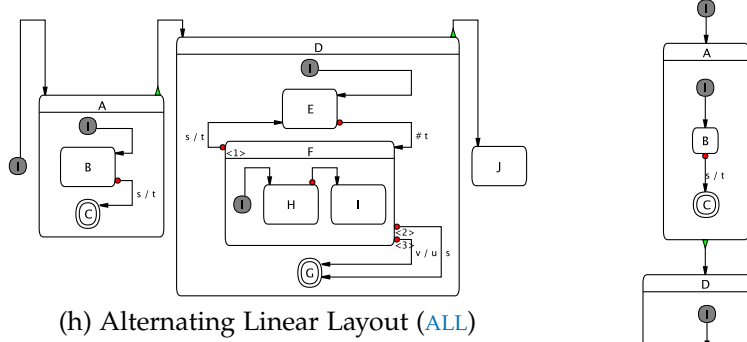 I
A
I
B
s / t
C
D
I
E
s / t
# t
<1>
F
I
H
I
<2>
<3>
v / u
s
G
J
(h) Alternating Linear Layout (ALL)
I
A
I
B
s / t
C
D
I